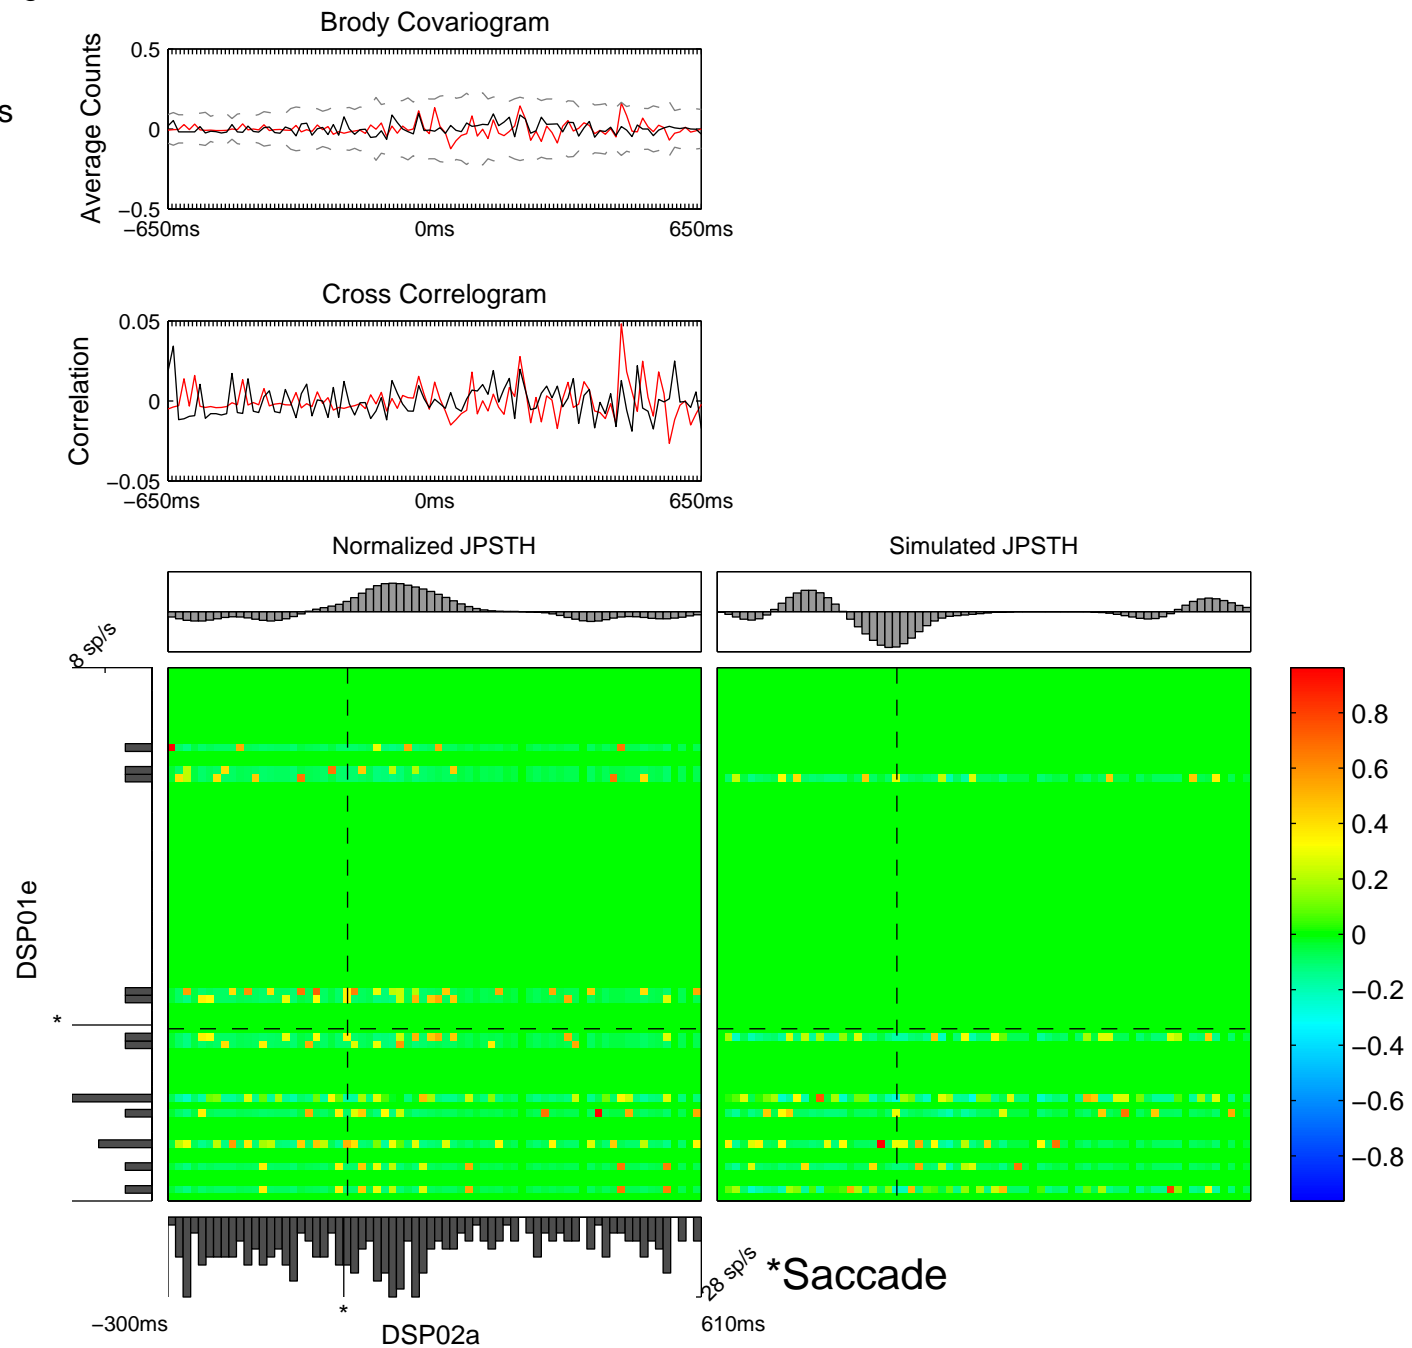 Brody Covariogram
Average Counts
0.5
0
−0.5
−650ms 0ms 650ms
s
Cross Correlogram
Correlation
0.05
0
−0.05
−650ms 0ms 650ms
Normalized JPSTH
Simulated JPSTH
8 sp/s
DSP01e
*
0.8
0.6
0.4
0.2
0
−0.2
−0.4
−0.6
−0.8
28 sp/s
*Saccade
*
−300ms
DSP02a
610ms